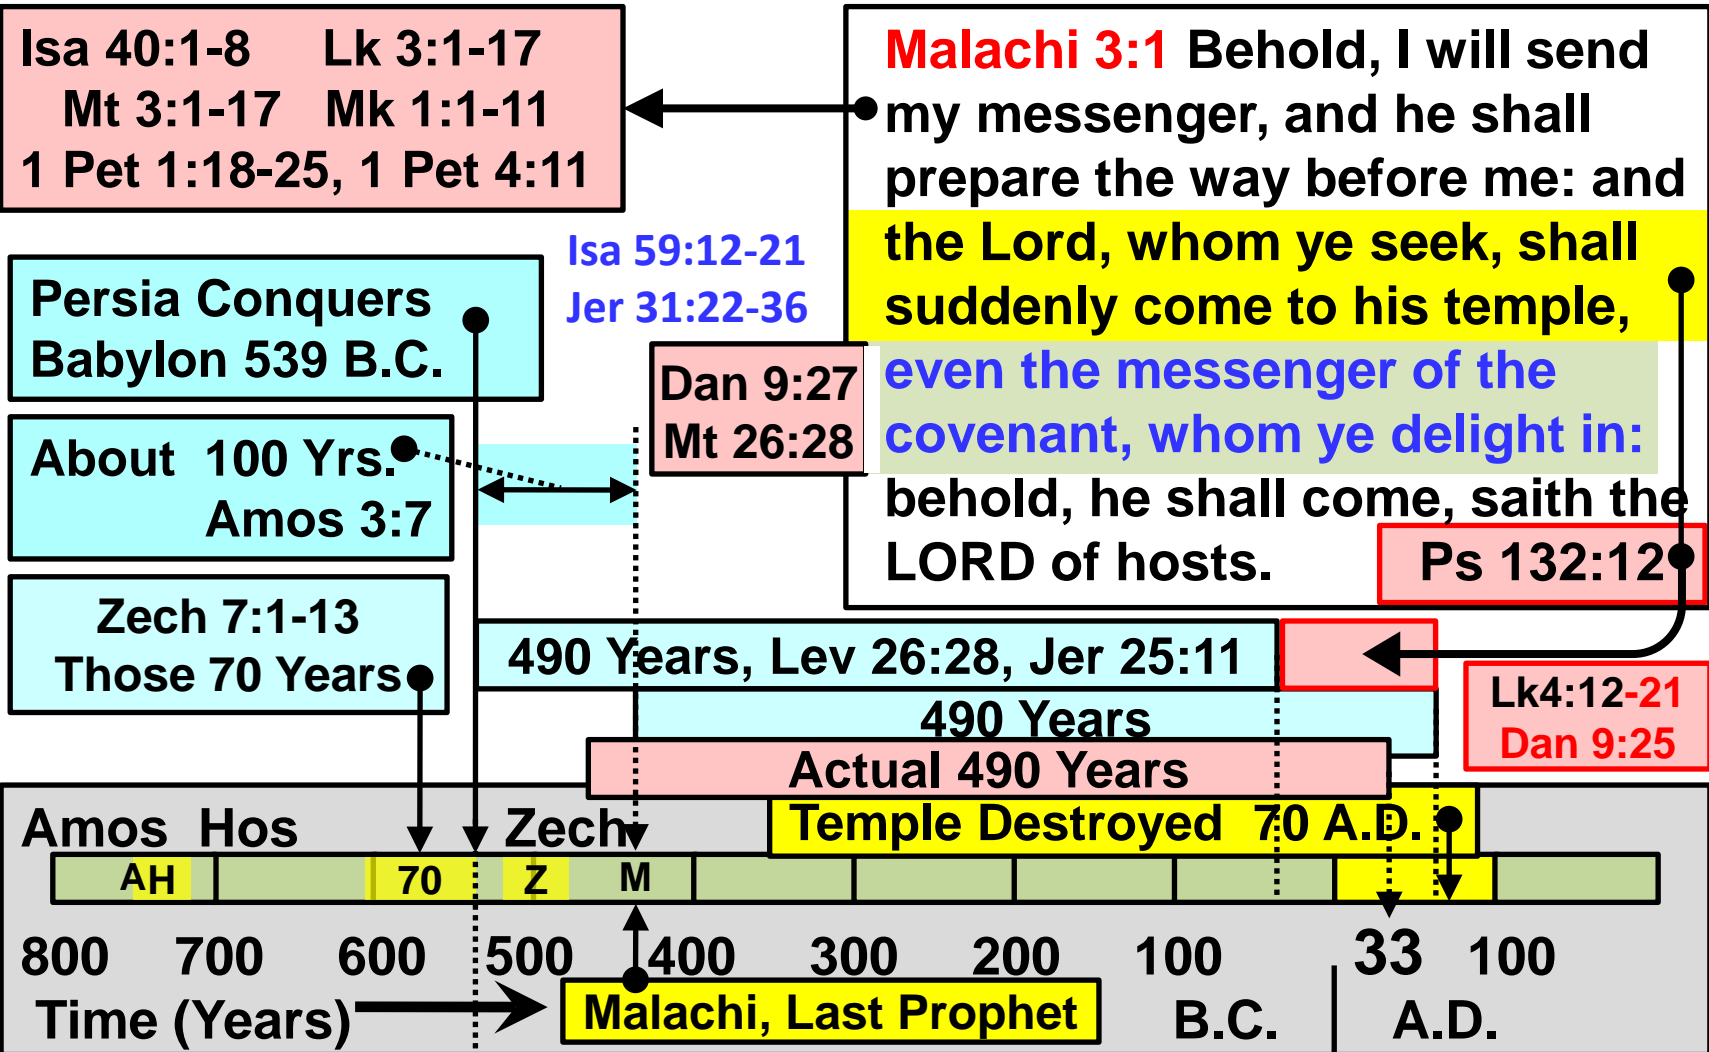 Isa 40:1-8 Lk 3:1-17
Mt 3:1-17 Mk 1:1-11
1 Pet 1:18-25, 1 Pet 4:11
Malachi 3:1 Behold, I will send
my messenger, and he shall
prepare the way before me: and
the Lord, whom ye seek, shall
suddenly come to his temple,
even the messenger of the
covenant, whom ye delight in:
behold, he shall come, saith the
LORD of hosts.
Ps 132:12
Isa 59:12-21
Jer 31:22-36
Persia Conquers
Babylon 539 B.C.
Dan 9:27
Mt 26:28
About 100 Yrs.
Amos 3:7
Zech 7:1-13
Those 70 Years
490 Years, Lev 26:28, Jer 25:11
490 Years
Lk4:12-21
Dan 9:25
Actual 490 Years
Temple Destroyed 70 A.D.
Amos Hos Zech
AH 70 Z M
800 700 600 500 400 300 200 100 33 100
Time (Years)
Malachi, Last Prophet
B.C. A.D.